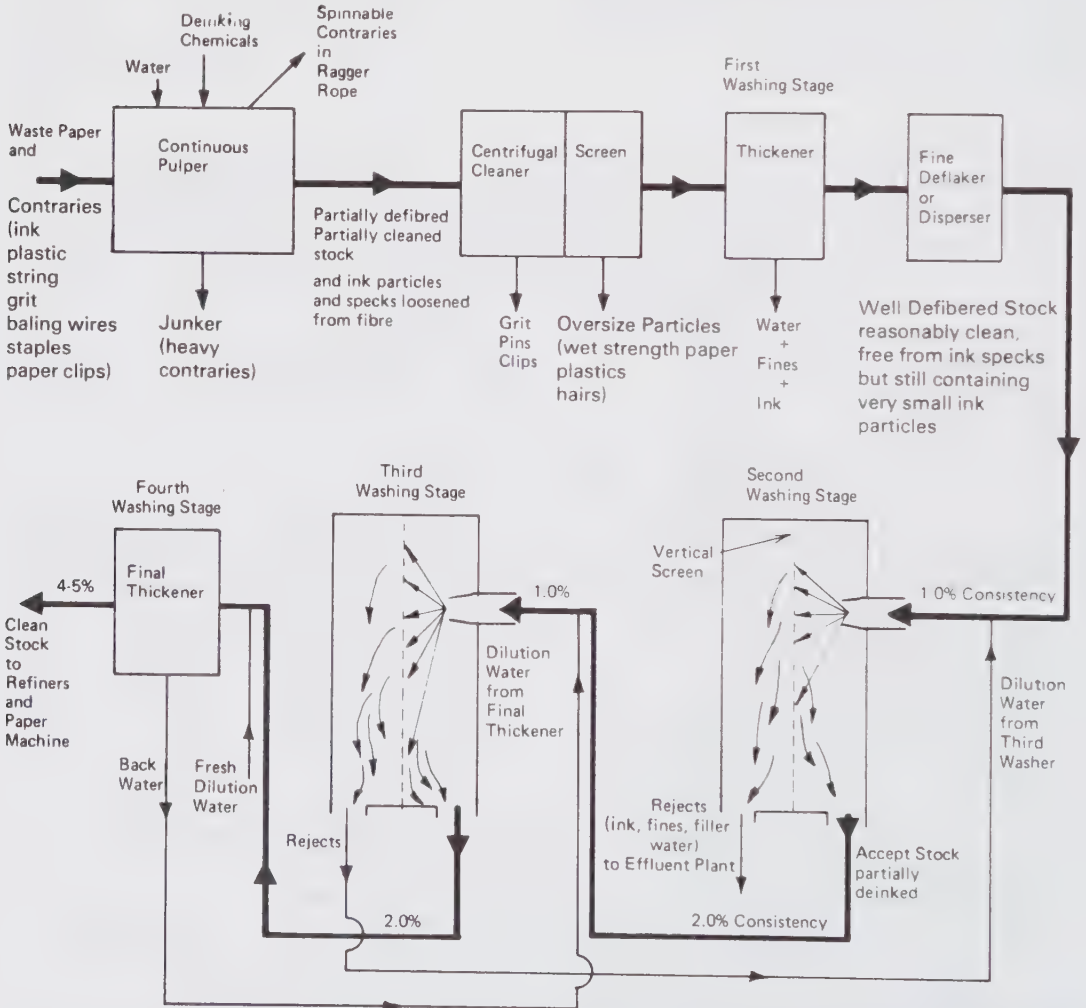 Deinking
Chemicals
Spinnable
Contraries
in
Ragger
Rope
Water
First
Washing Stage
Waste Paper
and
Continuous
Pulper
Centrifugal
Cleaner
Screen
Thickener
Fine
Deflaker
or
Disperser
Contraries
(ink
plastic
string
grit
baling wires
staples
paper clips)
Partially defibred
Partially cleaned
stock
and ink particles
and specks loosened
from fibre
Junker
(heavy
contraries)
Grit
Pins
Clips
Oversize Particles
(wet strength paper
plastics
hairs)
Water
+
Fines
+
Ink
Well Defibered Stock
reasonably clean,
free from ink specks
but still containing
very small ink
particles
Fourth
Washing Stage
Third
Washing Stage
Second
Washing Stage
4-5%
Final
Thickener
1.0%
Vertical
Screen
1.0% Consistency
Clean
Stock
to
Refiners
and
Paper
Machine
Dilution
Water
from
Final
Thickener
Dilution
Water
from
Third
Washer
Back
Water
Fresh
Dilution
Water
Rejects
Rejects
(ink, fines, filler
water)
to Effluent Plant
Accept Stock
partially
deinked
2.0%
2.0% Consistency